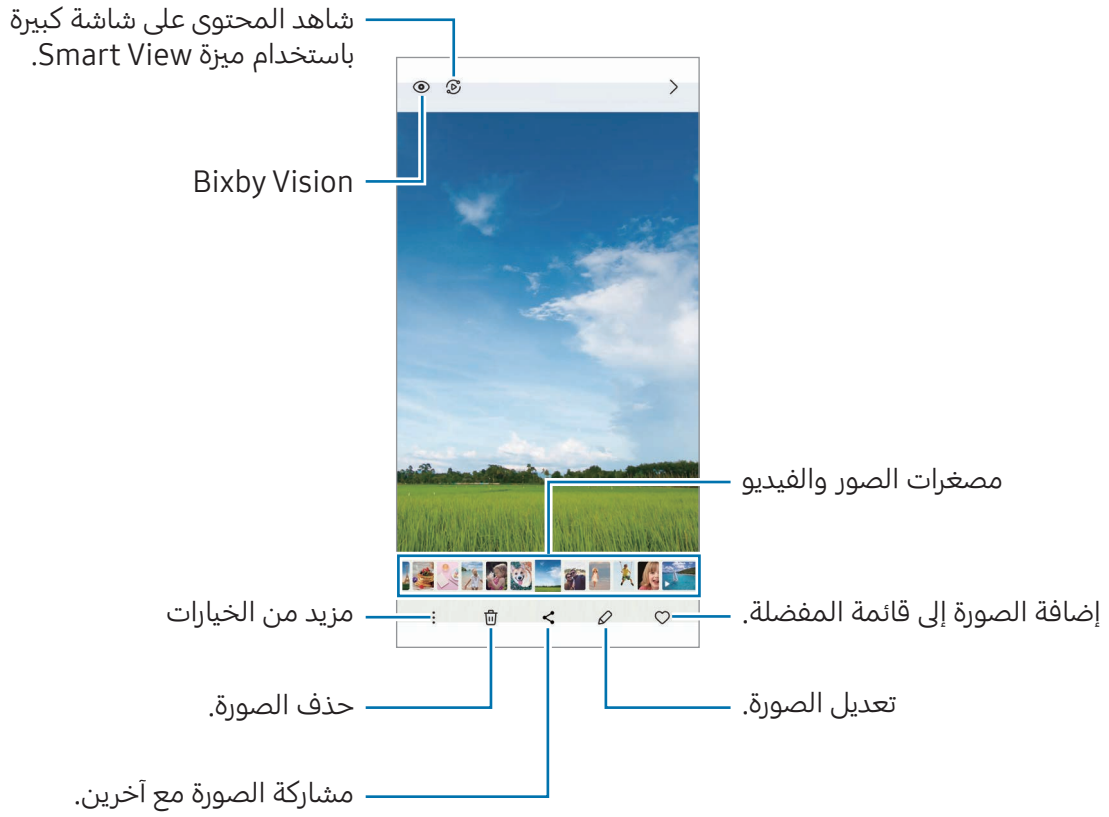 شاهد المحتوى على شاشة كبيرة
باستخدام ميزة Smart View.
Bixby Vision
مصغرات الصور والفيديو
إضافة الصورة إلى قائمة المفضلة.
مزيد من الخيارات
تعديل الصورة.
حذف الصورة.
مشاركة الصورة مع آخرين.